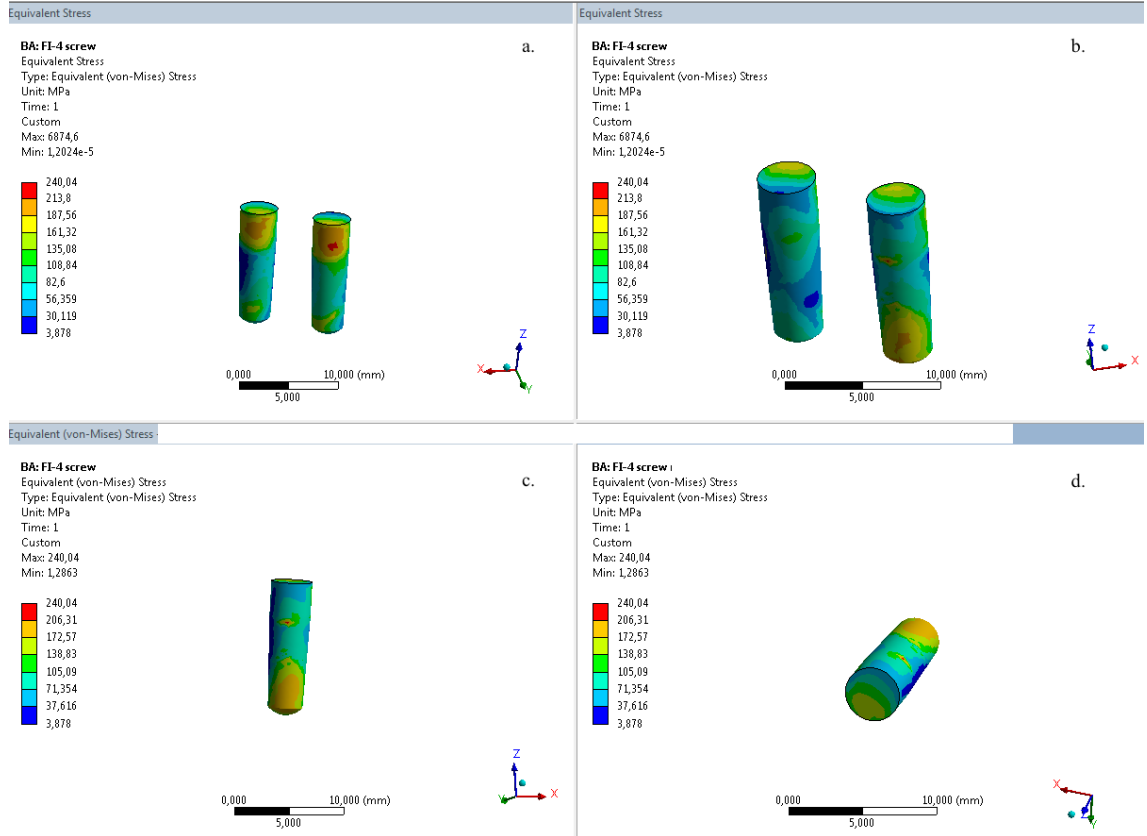 Equivalent Stress
BA: FI-4 screw
a.
Equivalent Stress
Type: Equivalent (von-Mises) Stress
Unit: MPa
Time: 1
Custom
Max: 6874,6
Min: 1,2024e-5
240,04
213,8
187,56
161,32
135,08
108,84
82,6
56,359
30,119
3,878
Z
X
Y
0,000
10,000 (mm)
5,000
Equivalent Stress
BA: FI-4 screw
b.
Equivalent Stress
Type: Equivalent (von-Mises) Stress
Unit: MPa
Time: 1
Custom
Max: 6874,6
Min: 1,2024e-5
240,04
213,8
187,56
161,32
135,08
108,84
82,6
56,359
30,119
3,878
Z
Y
X
0,000
10,000 (mm)
5,000
Equivalent (von-Mises) Stress -
BA: FI-4 screw
c.
Equivalent (von-Mises) Stress
Type: Equivalent (von-Mises) Stress
Unit: MPa
Time: 1
Custom
Max: 240,04
Min: 1,2863
240,04
206,31
172,57
138,83
105,09
71,354
37,616
3,878
Z
Y
X
0,000
10,000 (mm)
5,000
BA: FI-4 screw
d.
Equivalent (von-Mises) Stress
Type: Equivalent (von-Mises) Stress
Unit: MPa
Time: 1
Custom
Max: 240,04
Min: 1,2863
240,04
206,31
172,57
138,83
105,09
71,354
37,616
3,878
X
Z
Y
0,000
10,000 (mm)
5,000